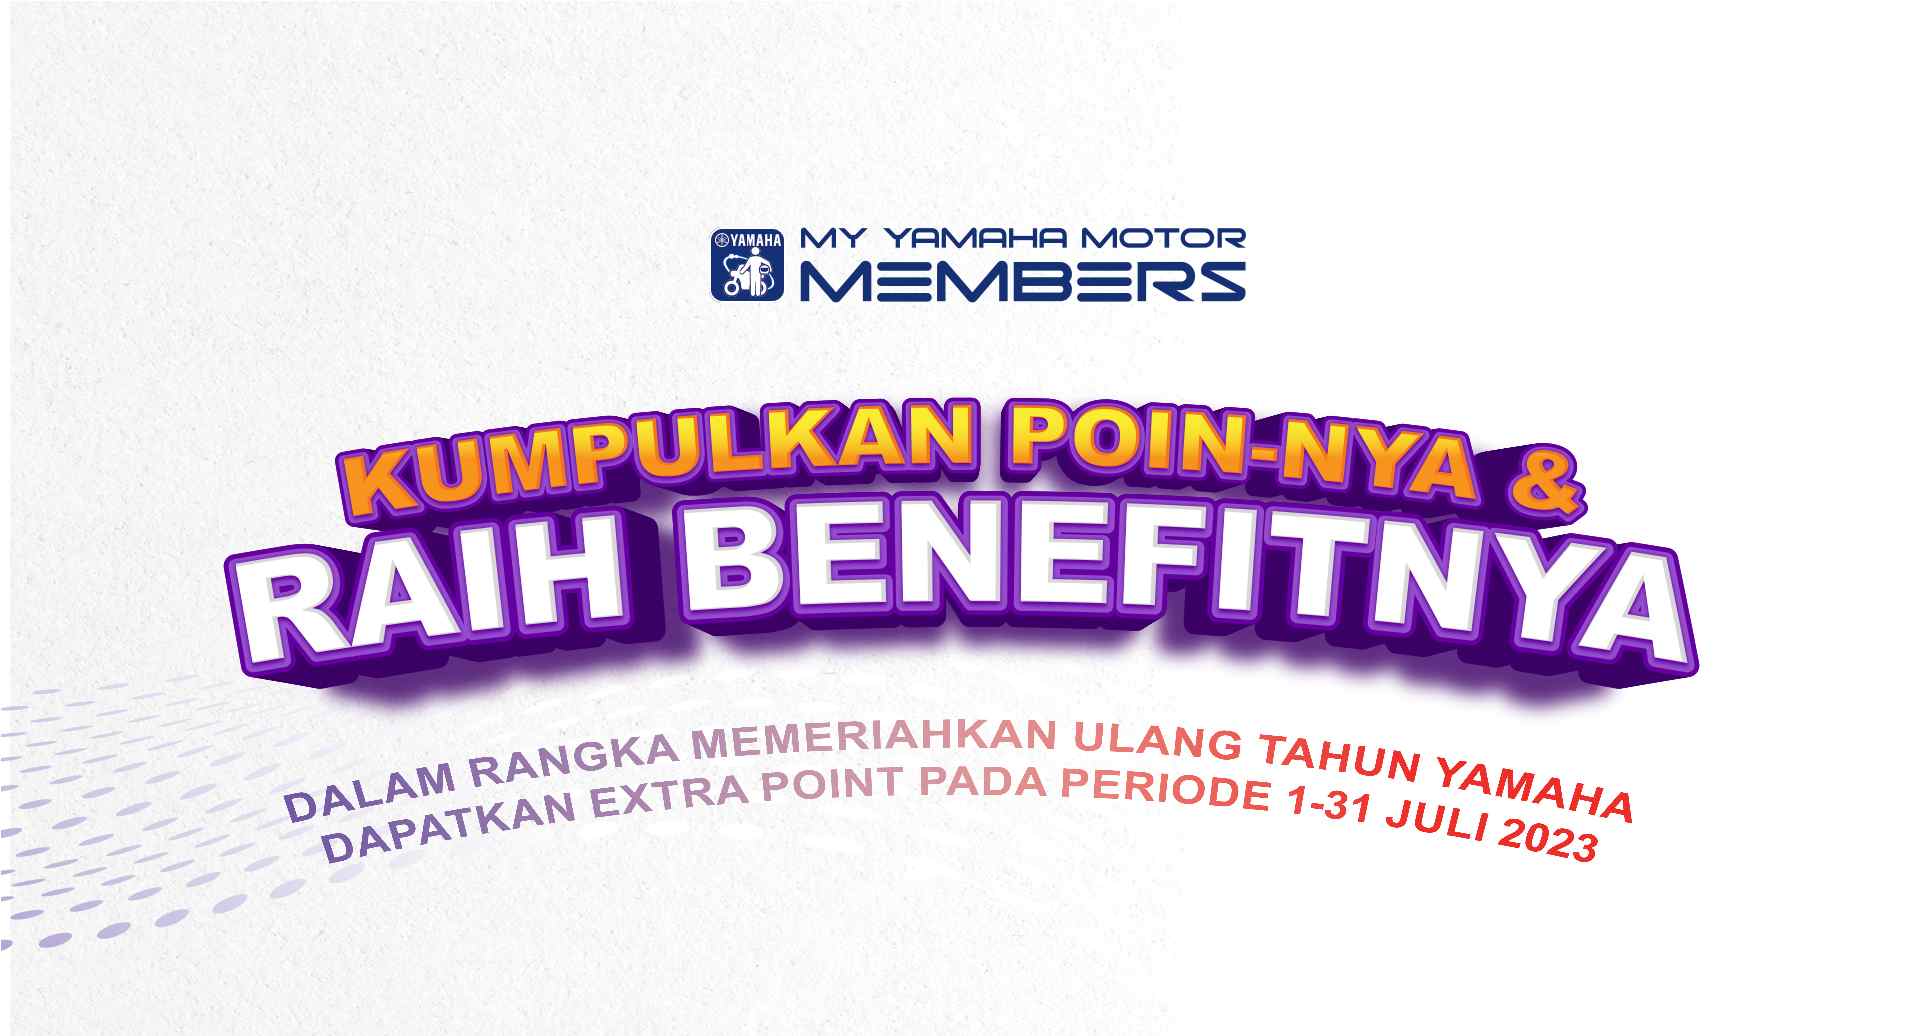 YAMAHA
MY YAMAHA MOTOR
MEMBERS
KUMPULKAN POIN-NYA &
RAIH BENEFITNYA
DALAM RANGKA MEMERIAHKAN ULANG TAHUN YAMAHA
DAPATKAN EXTRA POINT PADA PERIODE 1-31 JULI 2023